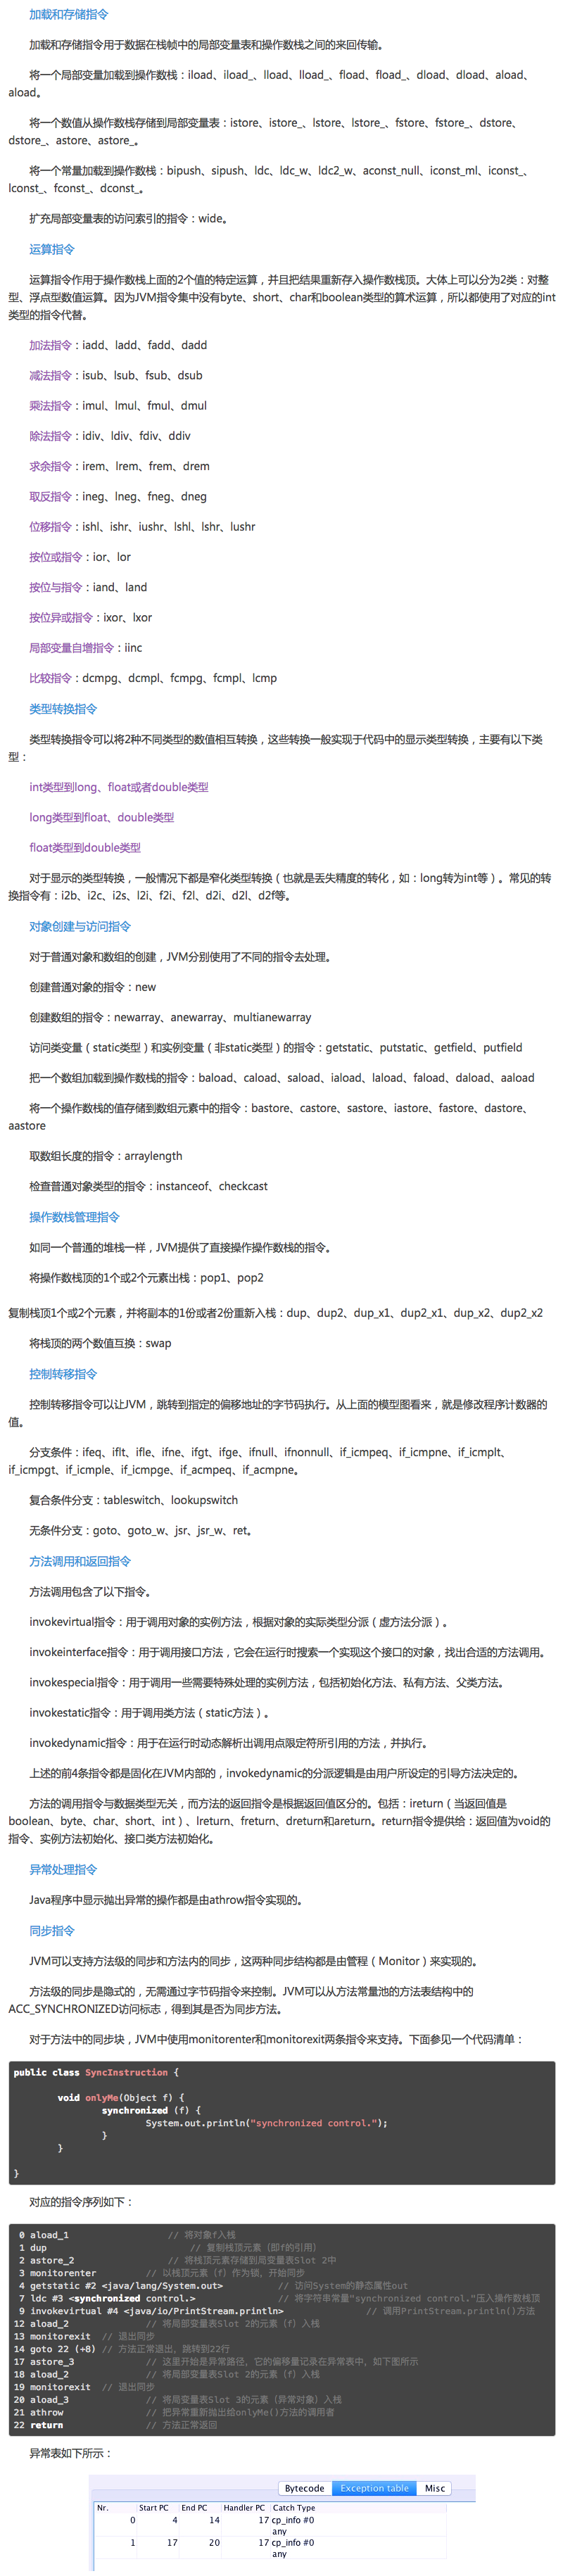 加载和存储指令
加载和存储指令用于数据在栈帧中的局部变量表和操作数栈之间的来回传输。
将一个局部变量加载到操作数栈：iload、iload_、lload、lload_、fload、fload_、dload、dload、aload、
aload。
将一个数值从操作数栈存储到局部变量表：istore、istore_、lstore、lstore_、fstore、fstore_、dstore、
dstore_、astore、astore_。
将一个常量加载到操作数栈：bipush、sipush、ldc、ldc_w、ldc2_w、aconst_null、iconst_ml、iconst_、
lconst_、fconst_、dconst_。
扩充局部变量表的访问索引的指令：wide。
运算指令
运算指令作用于操作数栈上面的2个值的特定运算，并且把结果重新存入操作数栈顶。大体上可以分为2类：对整
型、浮点型数值运算。因为JVM指令集中没有byte、short、char和boolean类型的算术运算，所以都使用了对应的int
类型的指令代替。
加法指令：iadd、ladd、fadd、dadd
减法指令：isub、lsub、fsub、dsub
乘法指令：imul、lmul、fmul、dmul
除法指令：idiv、ldiv、fdiv、ddiv
求余指令：irem、lrem、frem、drem
取反指令：ineg、lneg、fneg、dneg
位移指令：ishl、ishr、iushr、lshl、lshr、lushr
按位或指令：ior、lor
按位与指令：iand、land
按位异或指令：ixor、lxor
局部变量自增指令：iinc
比较指令：dcmpg、dcmpl、fcmpg、fcmpl、lcmp
类型转换指令
类型转换指令可以将2种不同类型的数值相互转换，这些转换一般实现于代码中的显示类型转换，主要有以下类
型：
int类型到long、float或者double类型
long类型到float、double类型
float类型到double类型
对于显示的类型转换，一般情况下都是窄化类型转换（也就是丢失精度的转化，如：long转为int等）。常见的转
换指令有：i2b、i2c、i2s、l2i、f2i、f2l、d2i、d2l、d2f等。
对象创建与访问指令
对于普通对象和数组的创建，JVM分别使用了不同的指令去处理。
创建普通对象的指令：new
创建数组的指令：newarray、anewarray、multianewarray
访问类变量（static类型）和实例变量（非static类型）的指令：getstatic、putstatic、getfield、putfield
把一个数组加载到操作数栈的指令：baload、caload、saload、iaload、laload、faload、daload、aaload
将一个操作数栈的值存储到数组元素中的指令：bastore、castore、sastore、iastore、fastore、dastore、
aastore
取数组长度的指令：arraylength
检查普通对象类型的指令：instanceof、checkcast
操作数栈管理指令
如同一个普通的堆栈一样，JVM提供了直接操作操作数栈的指令。
将操作数栈顶的1个或2个元素出栈：pop1、pop2
复制栈顶1个或2个元素，并将副本的1份或者2份重新入栈：dup、dup2、dup_x1、dup2_x1、dup_x2、dup2_x2
将栈顶的两个数值互换：swap
控制转移指令
控制转移指令可以让JVM，跳转到指定的偏移地址的字节码执行。从上面的模型图看来，就是修改程序计数器的
值。
分支条件：ifeq、iflt、ifle、ifne、ifgt、ifge、ifnull、ifnonnull、if_icmpeq、if_icmpne、if_icmplt、
if_icmpgt、if_icmple、if_icmpge、if_acmpeq、if_acmpne。
复合条件分支：tableswitch、lookupswitch
无条件分支：goto、goto_w、jsr、jsr_w、ret。
方法调用和返回指令
方法调用包含了以下指令。
invokevirtual指令：用于调用对象的实例方法，根据对象的实际类型分派（虚方法分派）。
invokeinterface指令：用于调用接口方法，它会在运行时搜索一个实现这个接口的对象，找出合适的方法调用。
invokespecial指令：用于调用一些需要特殊处理的实例方法，包括初始化方法、私有方法、父类方法。
invokestatic指令：用于调用类方法（static方法）。
invokedynamic指令：用于在运行时动态解析出调用点限定符所引用的方法，并执行。
上述的前4条指令都是固化在JVM内部的，invokedynamic的分派逻辑是由用户所设定的引导方法决定的。
方法的调用指令与数据类型无关，而方法的返回指令是根据返回值区分的。包括：ireturn（当返回值是
boolean、byte、char、short、int）、lreturn、freturn、dreturn和areturn。return指令提供给：返回值为void的
指令、实例方法初始化、接口类方法初始化。
异常处理指令
Java程序中显示抛出异常的操作都是由athrow指令实现的。
同步指令
JVM可以支持方法级的同步和方法内的同步，这两种同步结构都是由管程（Monitor）来实现的。
方法级的同步是隐式的，无需通过字节码指令来控制。JVM可以从方法常量池的方法表结构中的
ACC_SYNCHRONIZED访问标志，得到其是否为同步方法。
对于方法中的同步块，JVM中使用monitorenter和monitorexit两条指令来支持。下面参见一个代码清单：
public class SyncInstruction {
void onlyMe(Object f) {
synchronized (f) {
System.out.println("synchronized control.");
}
}
}
对应的指令序列如下：
0 aload_1 // 将对象f入栈
1 dup // 复制栈顶元素（即f的引用）
2 astore_2 // 将栈顶元素存储到局变量表Slot 2中
3 monitorenter // 以栈顶元素（f）作为锁，开始同步
4 getstatic #2 <java/lang/System.out> // 访问System的静态属性out
7 ldc #3 <synchronized control.> // 将字符串常量"synchronized control."压入操作数栈顶
9 invokevirtual #4 <java/io/PrintStream.println> // 调用PrintStream.println()方法
12 aload_2 // 将局部变量表Slot 2的元素（f）入栈
13 monitorexit // 退出同步
14 goto 22 (+8) // 方法正常退出，跳转到22行
17 astore_3 // 这里开始是异常路径，它的偏移量记录在异常表中，如下图所示
18 aload_2 // 将局部变量表Slot 2的元素（f）入栈
19 monitorexit // 退出同步
20 aload_3 // 将局变量表Slot 3的元素（异常对象）入栈
21 athrow // 把异常重新抛出给onlyMe()方法的调用者
22 return // 方法正常返回
异常表如下所示：
Bytecode Exception table Misc
Nr. Start PC End PC Handler PC Catch Type
0 4 14 17 cp_info #0
any
1 17 20 17 cp_info #0
any